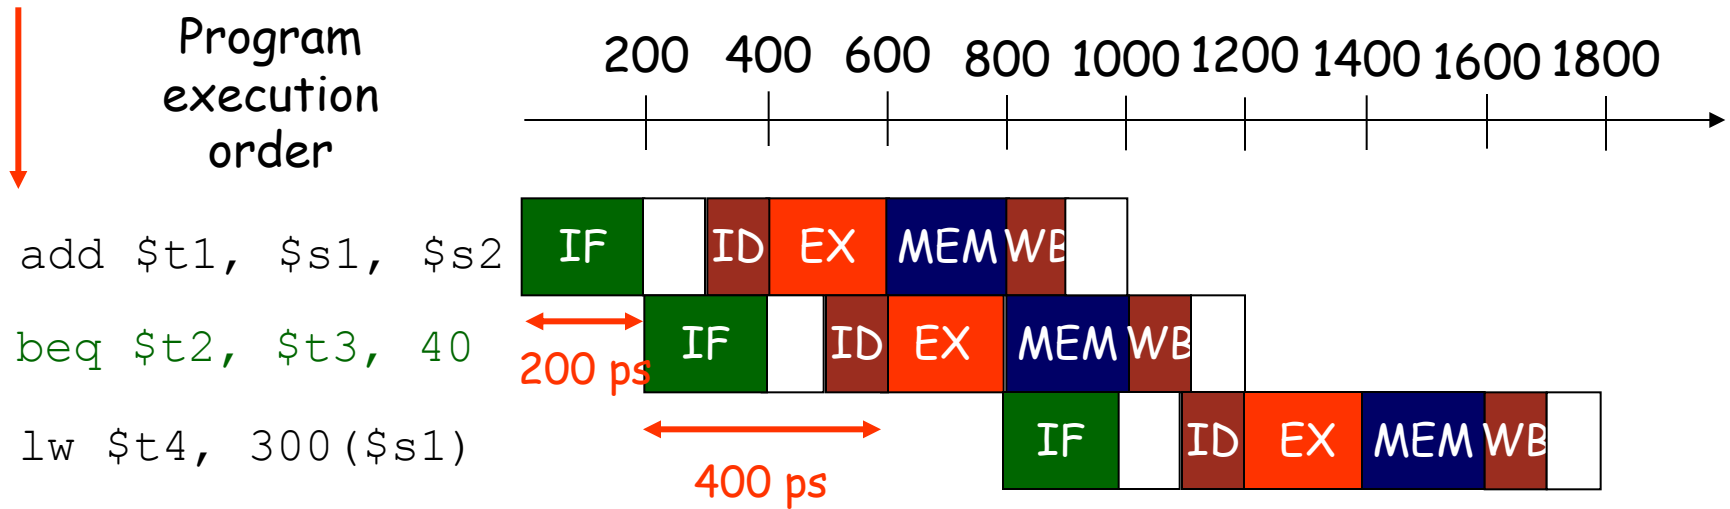 Program
execution
order
200 400 600 800 1000 1200 1400 1600 1800
add $t1, $s1, $s2
IF ID EX MEM WB
beq $t2, $t3, 40
IF ID EX MEM WB
200 ps
lw $t4, 300($s1)
IF ID EX MEM WB
400 ps